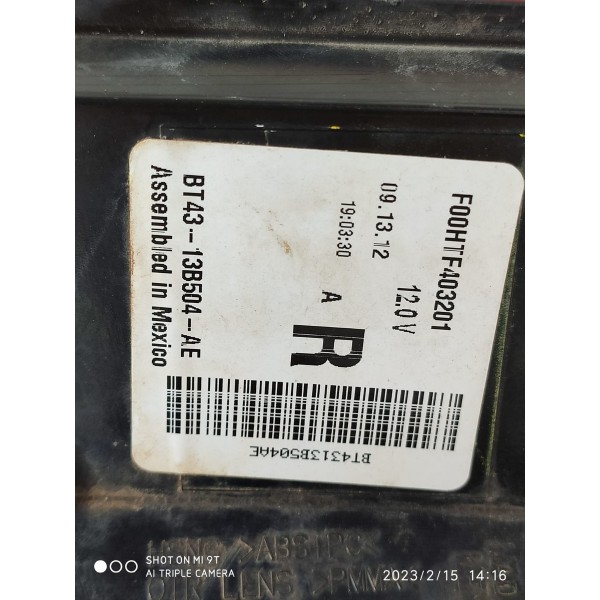 F00HTF403201
09.13.12 12.0V
19:03:30 A
R
BT43-13B504-AE
Assembled in Mexico
BT4313B504AE
SHOT ON MI 9T
AI TRIPLE CAMERA
2023/2/15 14:16